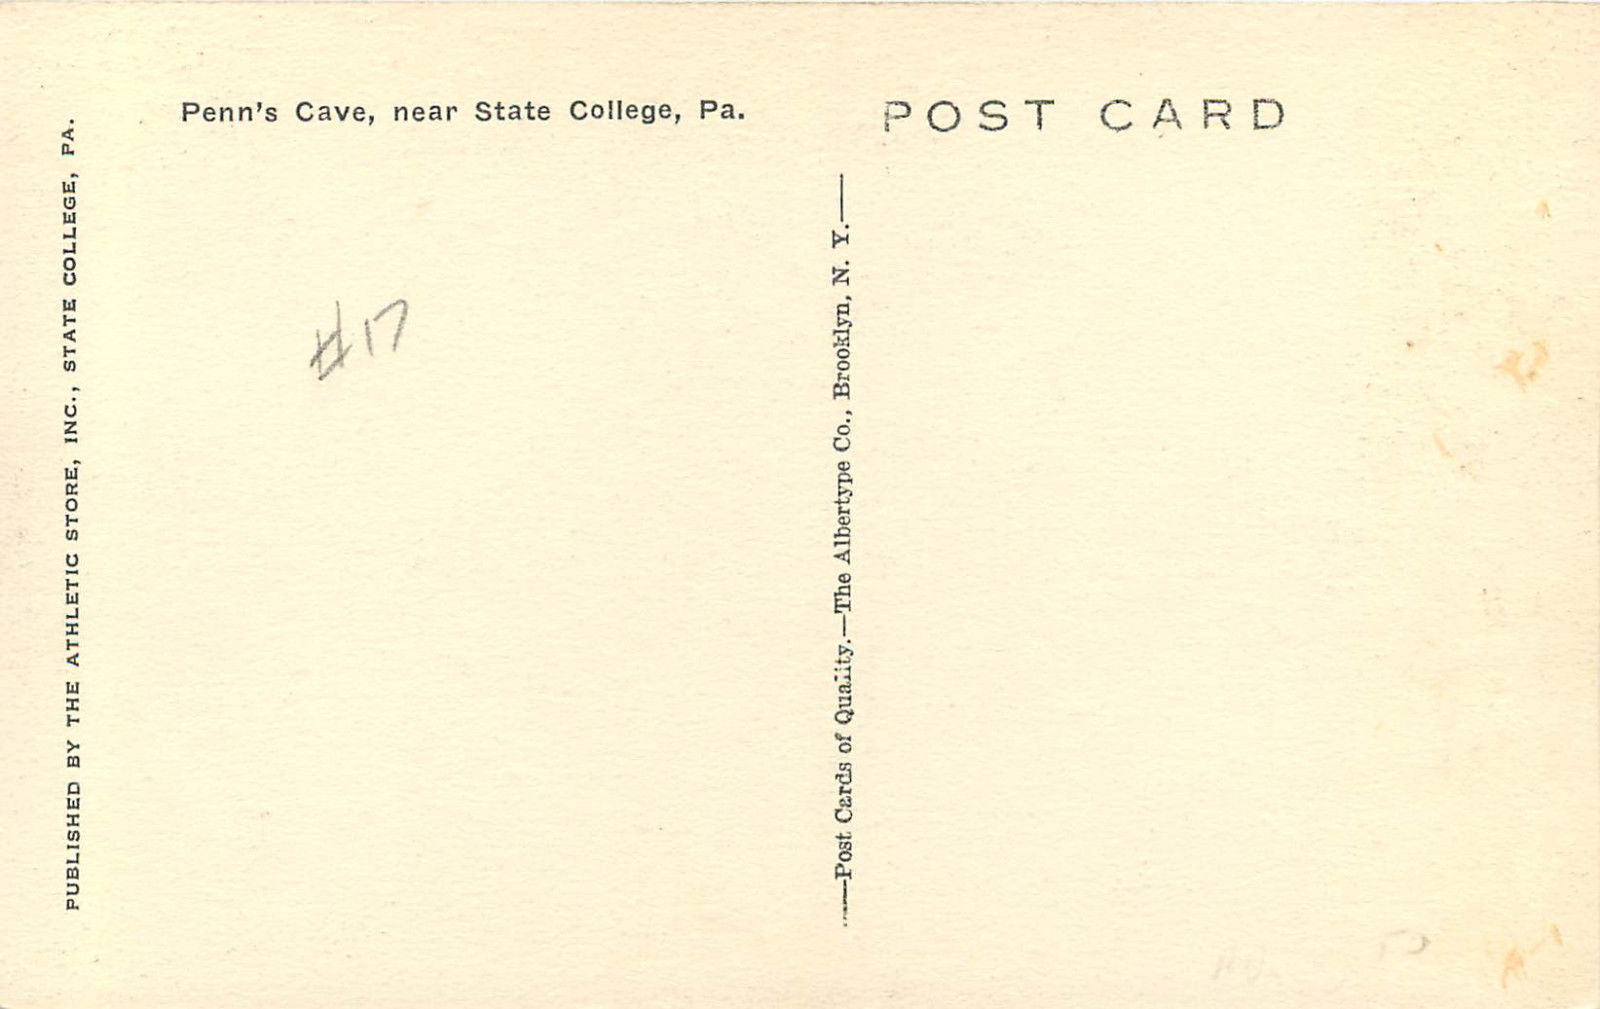 Penn's Cave, near State College, Pa.
POST CARD
PUBLISHED BY THE ATHLETIC STORE, INC., STATE COLLEGE, PA.
#17
—Post Cards of Quality.—The Albertype Co., Brooklyn, N. Y.—